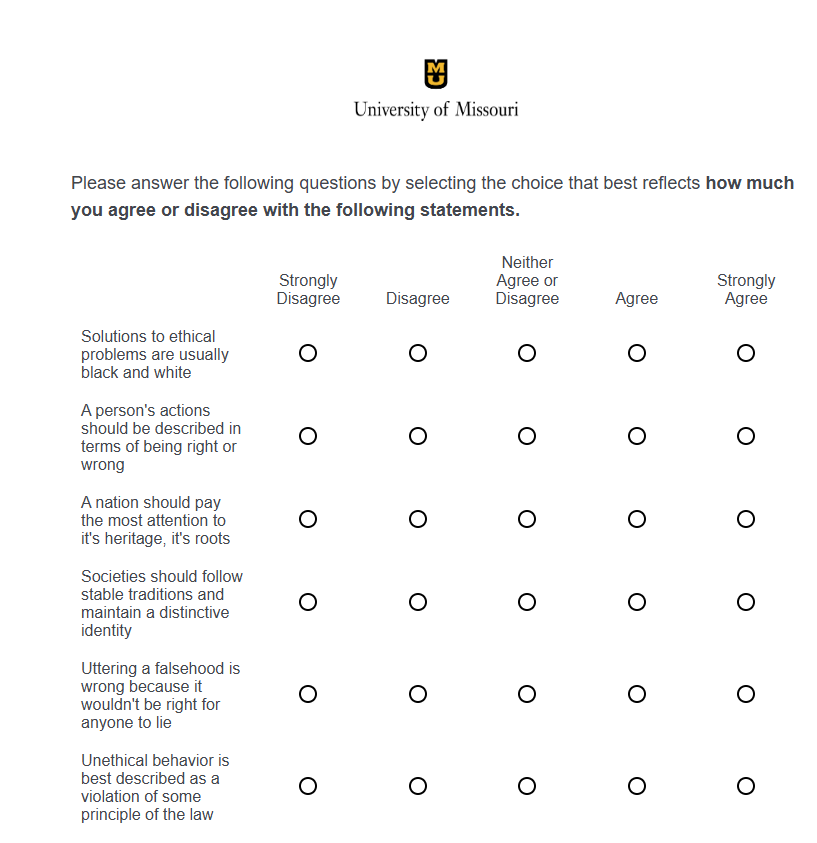 MU
University of Missouri
Please answer the following questions by selecting the choice that best reflects how much
you agree or disagree with the following statements.
Strongly
Disagree
Disagree
Neither
Agree or
Disagree
Agree
Strongly
Agree
Solutions to ethical
problems are usually
black and white
A person's actions
should be described in
terms of being right or
wrong
A nation should pay
the most attention to
it's heritage, it's roots
Societies should follow
stable traditions and
maintain a distinctive
identity
Uttering a falsehood is
wrong because it
wouldn't be right for
anyone to lie
Unethical behavior is
best described as a
violation of some
principle of the law